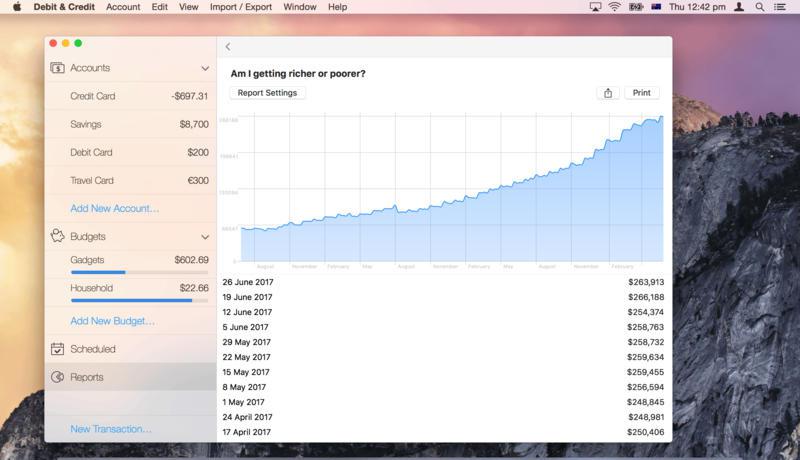 Debit & Credit Account Edit View Import / Export Window Help Thu 12:42 pm
Accounts
Credit Card -$697.31
Savings $8,700
Debit Card $200
Travel Card €300
Add New Account...
Budgets
Gadgets $602.69
Household $22.66
Add New Budget...
Scheduled
Reports
New Transaction...
Am I getting richer or poorer?
Report Settings Print
0
August November February May August November February May August November February
26 June 2017 $263,913
19 June 2017 $266,188
12 June 2017 $254,374
5 June 2017 $258,763
29 May 2017 $258,732
22 May 2017 $259,634
15 May 2017 $259,455
8 May 2017 $256,594
1 May 2017 $248,845
24 April 2017 $248,981
17 April 2017 $250,406